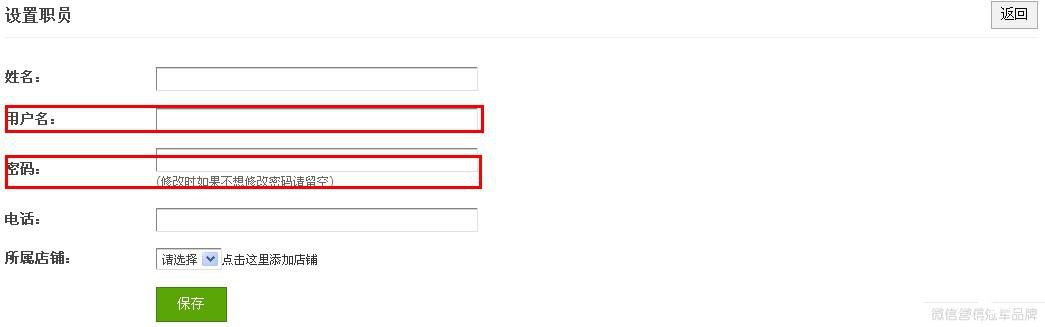 设置职员
返回
姓名：
用户名：
密码：
(修改时如果不想修改密码请留空)
电话：
所属店铺：
请选择 点击这里添加店铺
保存
微信营销冠军品牌